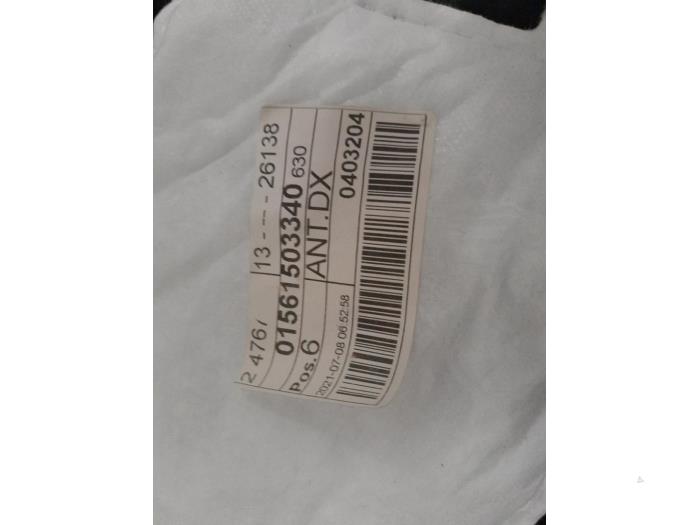 2 476/ 13 - --- - 26138
01561503340 630
Pos. 6 ANT.DX
2021-07-08 06:52:58 0403204